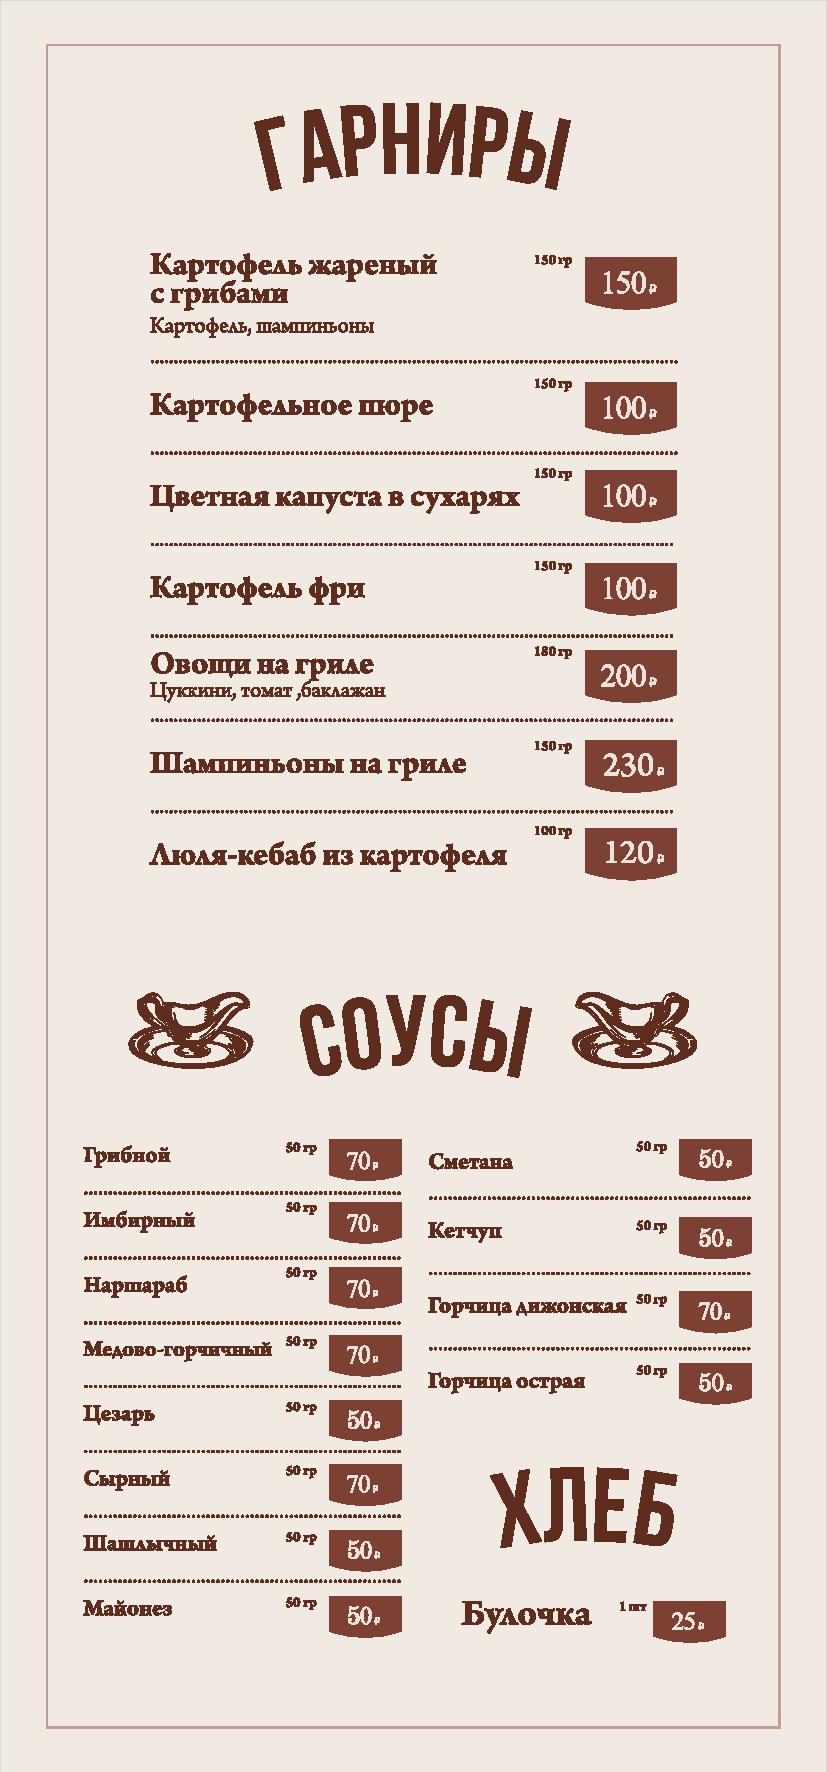 ГАРНИРЫ
Картофель жареный 150 гр 150₽
с грибами
Картофель, шампиньоны
Картофельное пюре 150 гр 100₽
Цветная капуста в сухарях 150 гр 100₽
Картофель фри 150 гр 100₽
Овощи на гриле 180 гр 200₽
Цуккини, томат ,баклажан
Шампиньоны на гриле 150 гр 230₽
Люля-кебаб из картофеля 100 гр 120₽
СОУСЫ
Грибной 50 гр 70₽
Имбирный 50 гр 70₽
Наршараб 50 гр 70₽
Медово-горчичный 50 гр 70₽
Цезарь 50 гр 50₽
Сырный 50 гр 70₽
Шашлычный 50 гр 50₽
Майонез 50 гр 50₽
Сметана 50 гр 50₽
Кетчуп 50 гр 50₽
Горчица дижонская 50 гр 70₽
Горчица острая 50 гр 50₽
ХЛЕБ
Булочка 1 шт 25₽